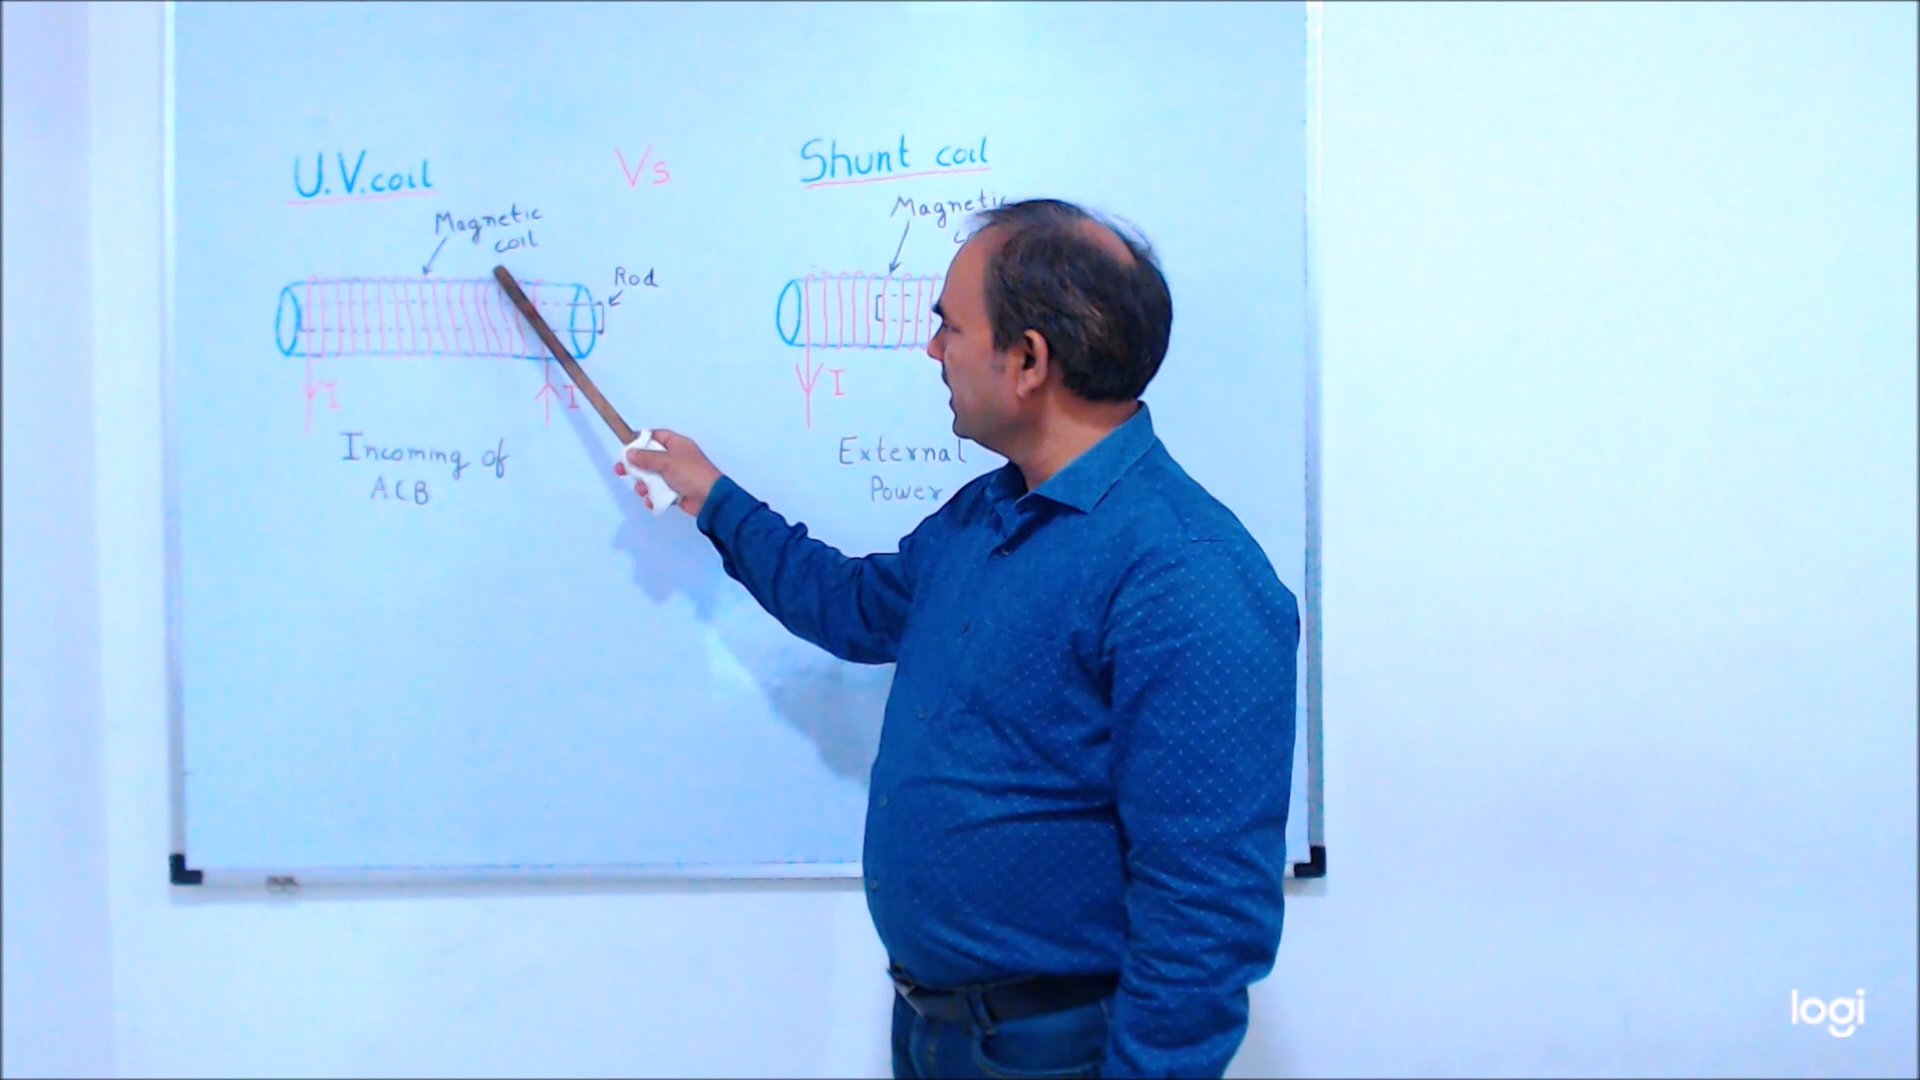 U.V.coil
Vs
Shunt coil
Magnetic
coil
Rod
I
I
Incoming of
ACB
Magnetic
I
External
Power
logi